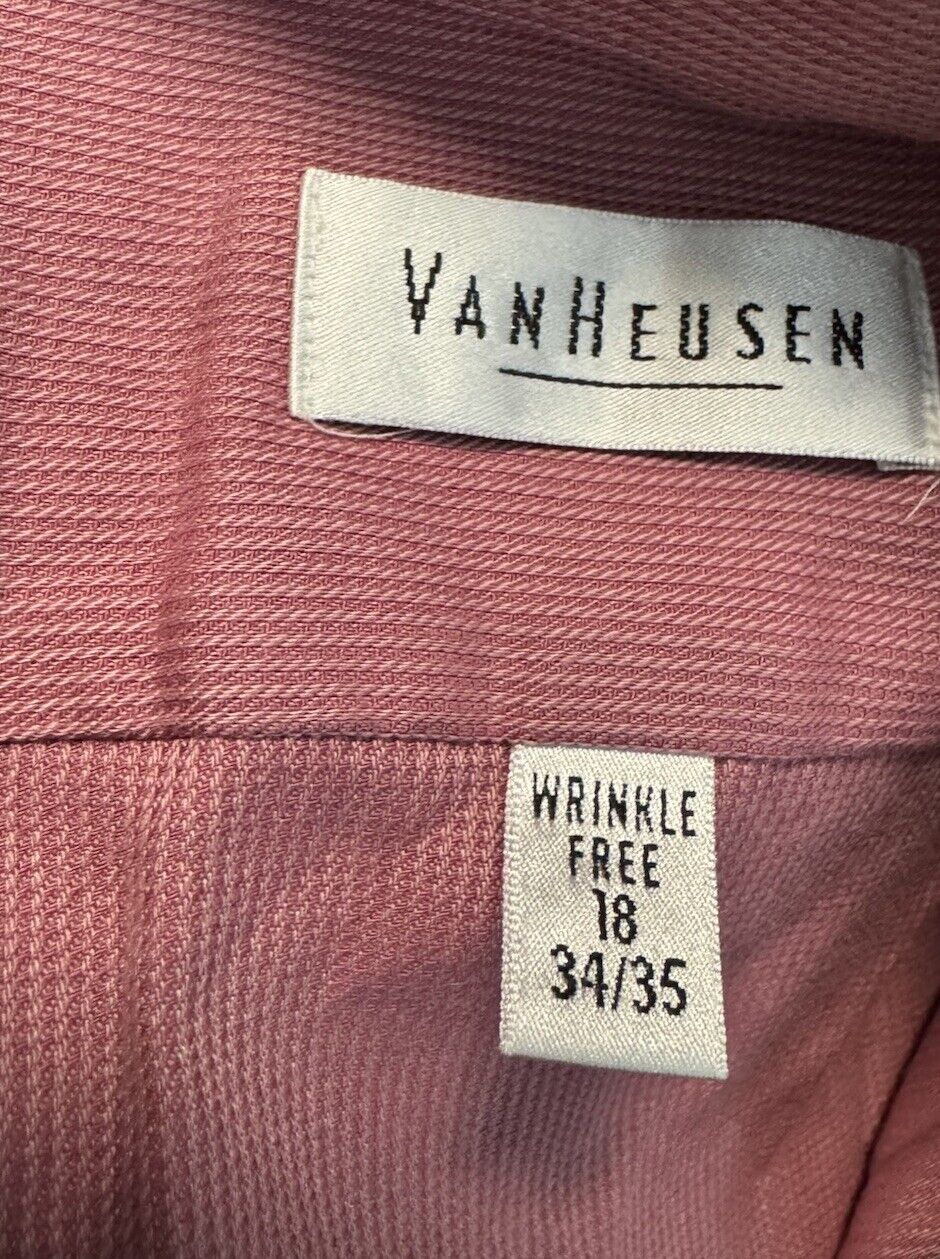 VANHEUSEN
WRINKLE
FREE
18
34/35